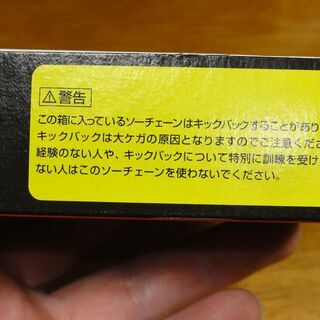 ⚠警告
この箱に入っているソーチェーンはキックバックすることがあり
キックバックは大ケガの原因となりますのでご注意くださ
経験のない人や、キックバックについて特別に訓練を受け
ない人はこのソーチェーンを使わないでください。